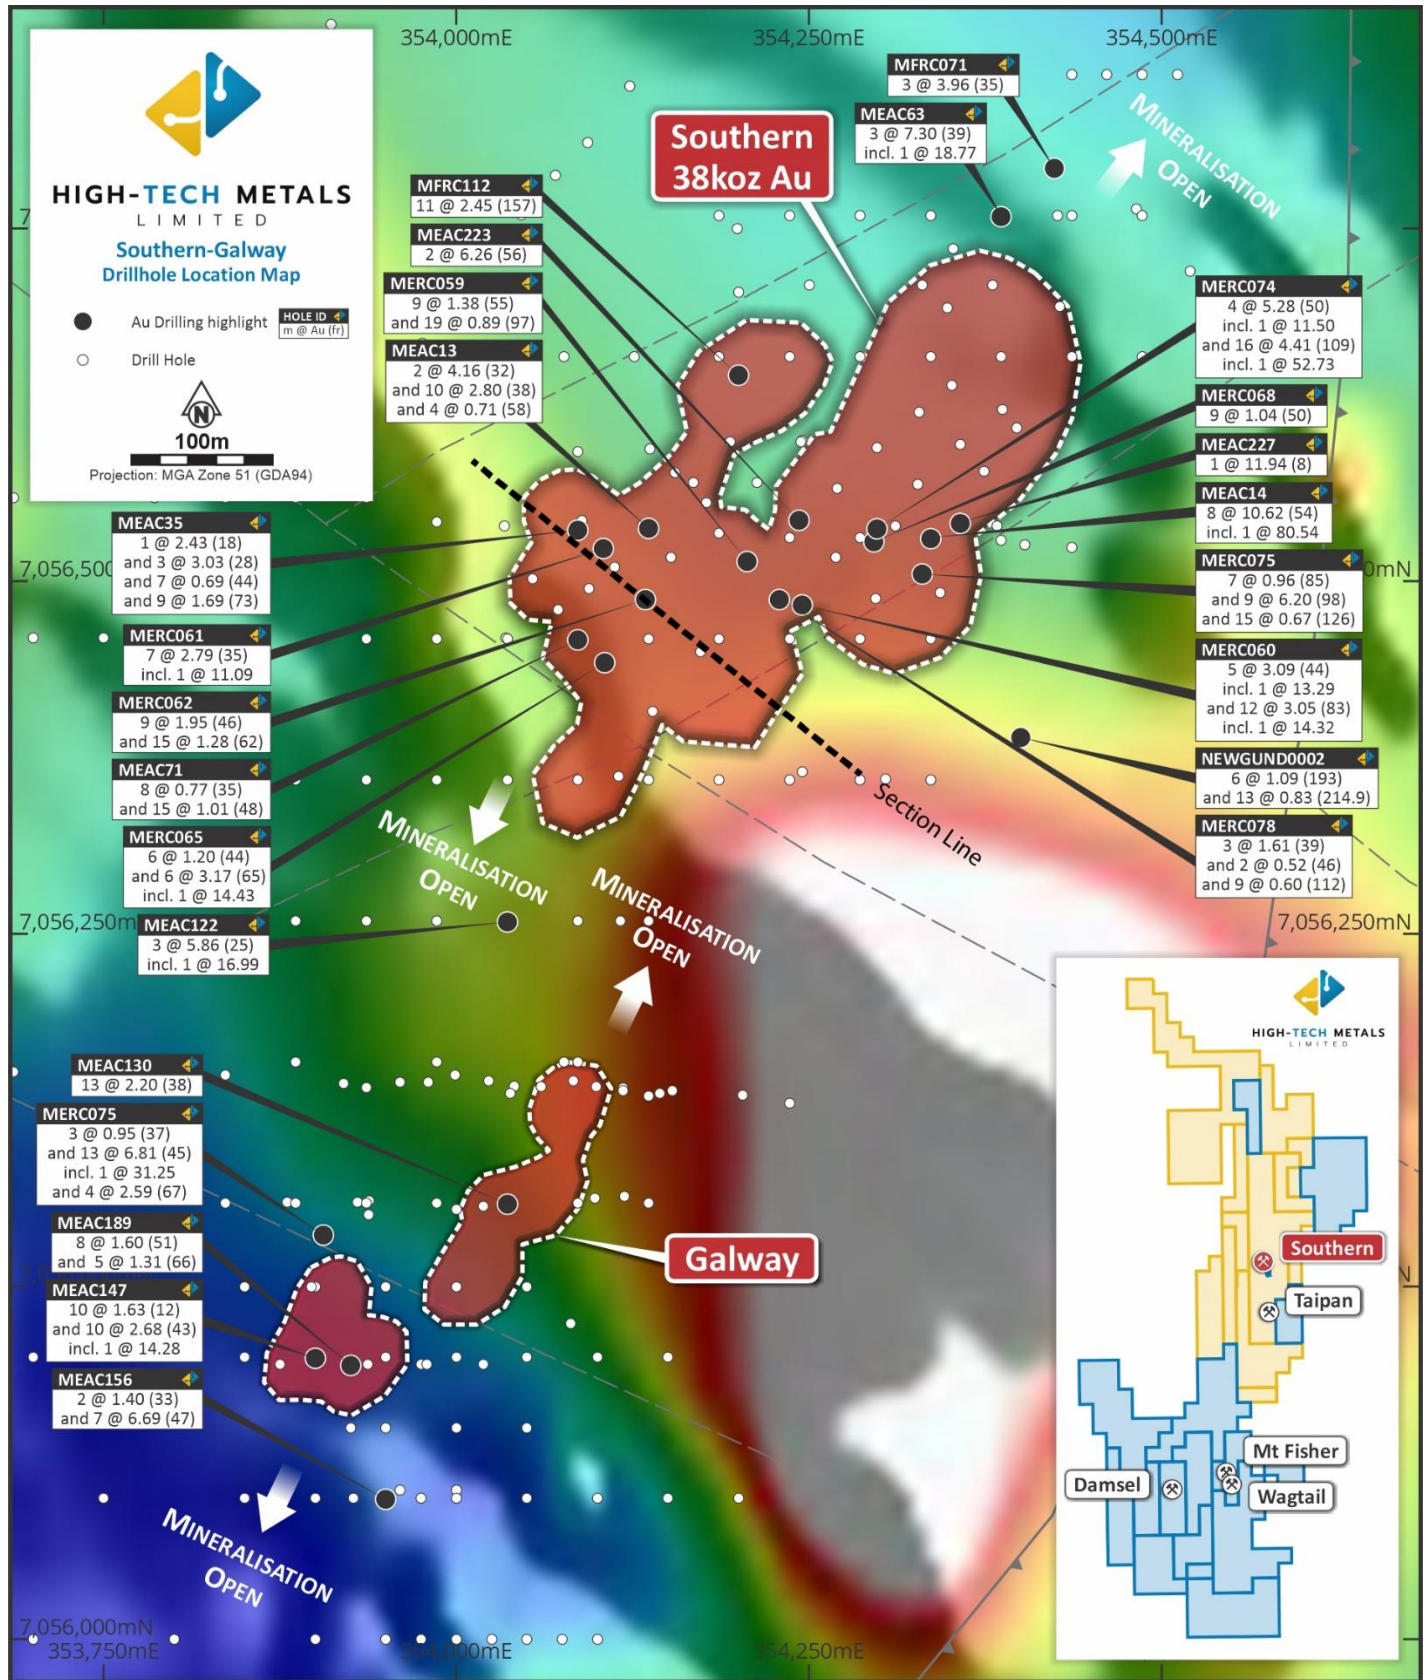 354,000mE
354,250mE
354,500mE
HIGH-TECH METALS
LIMITED
Southern-Galway
Drillhole Location Map
Au Drilling highlight
HOLE ID
m @ Au (fr)
Drill Hole
N
100m
Projection: MGA Zone 51 (GDA94)
MFRC071
3 @ 3.96 (35)
MEAC63
3 @ 7.30 (39)
incl. 1 @ 18.77
MINERALISATION
OPEN
Southern
38koz Au
MFRC112
11 @ 2.45 (157)
MEAC223
2 @ 6.26 (56)
MERC059
9 @ 1.38 (55)
and 19 @ 0.89 (97)
MEAC13
2 @ 4.16 (32)
and 10 @ 2.80 (38)
and 4 @ 0.71 (58)
MERC074
4 @ 5.28 (50)
incl. 1 @ 11.50
and 16 @ 4.41 (109)
incl. 1 @ 52.73
MERC068
9 @ 1.04 (50)
MEAC227
1 @ 11.94 (8)
MEAC14
8 @ 10.62 (54)
incl. 1 @ 80.54
MERC075
7 @ 0.96 (85)
and 9 @ 6.20 (98)
and 15 @ 0.67 (126)
MERC060
5 @ 3.09 (44)
incl. 1 @ 13.29
and 12 @ 3.05 (83)
incl. 1 @ 14.32
NEWGUND0002
6 @ 1.09 (193)
and 13 @ 0.83 (214.9)
MERC078
3 @ 1.61 (39)
and 2 @ 0.52 (46)
and 9 @ 0.60 (112)
MEAC35
1 @ 2.43 (18)
and 3 @ 3.03 (28)
and 7 @ 0.69 (44)
and 9 @ 1.69 (73)
7,056,500
0mN
MERC061
7 @ 2.79 (35)
incl. 1 @ 11.09
MERC062
9 @ 1.95 (46)
and 15 @ 1.28 (62)
MEAC71
8 @ 0.77 (35)
and 15 @ 1.01 (48)
MERC065
6 @ 1.20 (44)
and 6 @ 3.17 (65)
incl. 1 @ 14.43
MEAC122
3 @ 5.86 (25)
incl. 1 @ 16.99
Section Line
MINERALISATION
OPEN
MINERALISATION
OPEN
7,056,250m
7,056,250mN
MEAC130
13 @ 2.20 (38)
MERC075
3 @ 0.95 (37)
and 13 @ 6.81 (45)
incl. 1 @ 31.25
and 4 @ 2.59 (67)
MEAC189
8 @ 1.60 (51)
and 5 @ 1.31 (66)
MEAC147
10 @ 1.63 (12)
and 10 @ 2.68 (43)
incl. 1 @ 14.28
MEAC156
2 @ 1.40 (33)
and 7 @ 6.69 (47)
Galway
MINERALISATION
OPEN
HIGH-TECH METALS
LIMITED
Southern
Taipan
Mt Fisher
Damsel
Wagtail
7,056,000mN
353,750mE
354,000mE
354,250mE